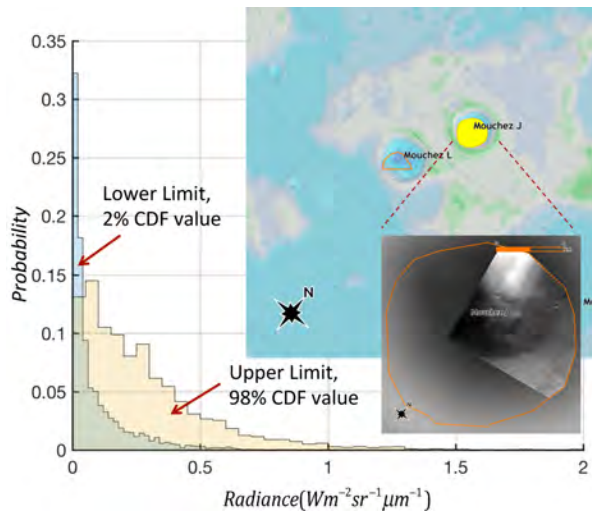 0.35
0.3
0.25
0.2
0.15
0.1
0.05
0
Probability
Lower Limit,
2% CDF value
Upper Limit,
98% CDF value
Mouchez J
Mouchez L
N
Mouchez
0
0.5
1
1.5
2
Radiance(Wm⁻²sr⁻¹μm⁻¹)